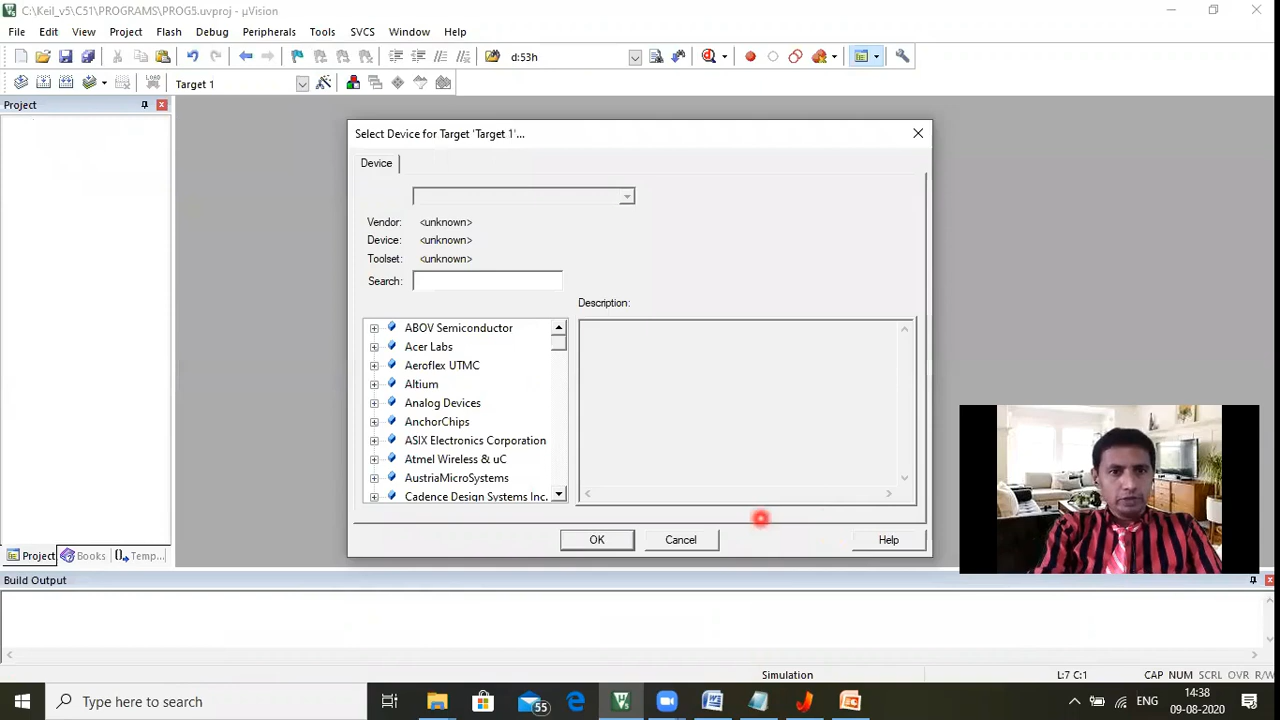 C:\Keil_v5\C51\PROGRAMS\PROG5.uvproj - µVision
File Edit View Project Flash Debug Peripherals Tools SVCS Window Help
d:53h
LOAD
Target 1
Project
Select Device for Target 'Target 1'...
Device
Vendor: <unknown>
Device: <unknown>
Toolset: <unknown>
Search:
Description:
ABOV Semiconductor
Acer Labs
Aeroflex UTMC
Altium
Analog Devices
AnchorChips
ASIX Electronics Corporation
Atmel Wireless & uC
AustriaMicroSystems
Cadence Design Systems Inc.
OK Cancel Help
Project Books Temp...
Build Output
Simulation L:7 C:1 CAP NUM SCRL OVR R/W
Type here to search
55
ENG
14:38
09-08-2020